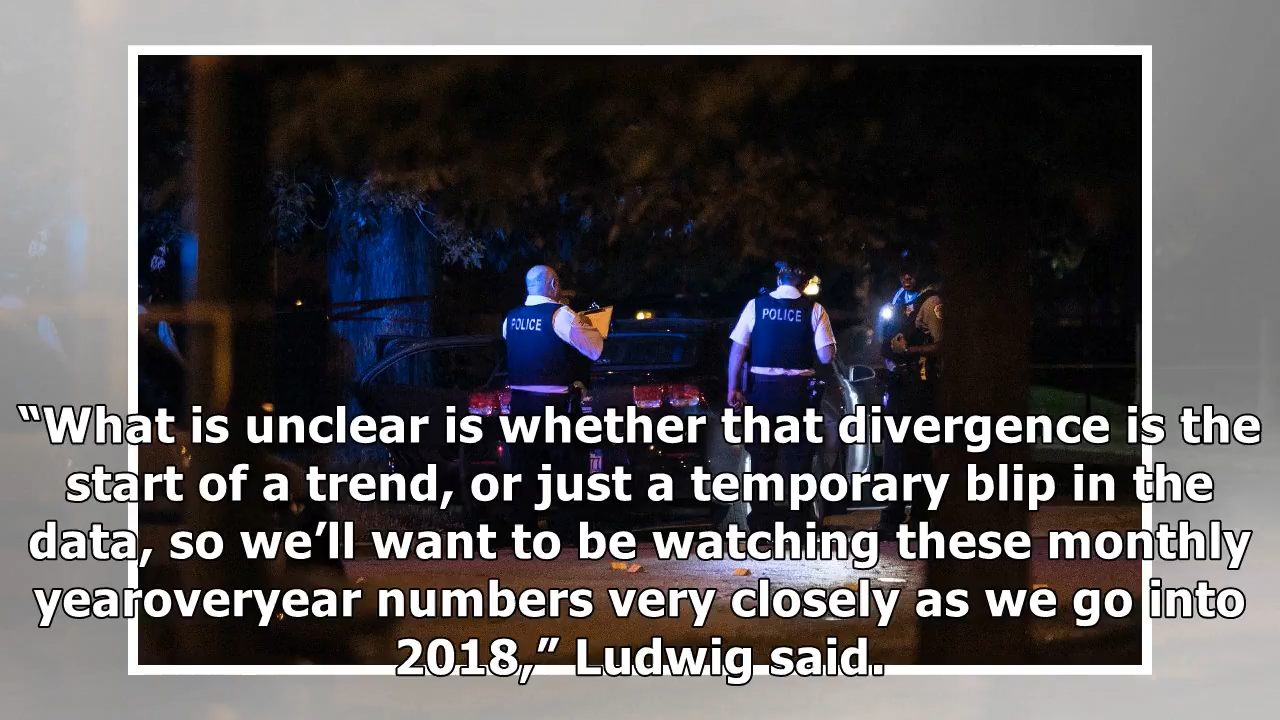 POLICE
POLICE
“What is unclear is whether that divergence is the
start of a trend, or just a temporary blip in the
data, so we’ll want to be watching these monthly
yearoveryear numbers very closely as we go into
2018,” Ludwig said.